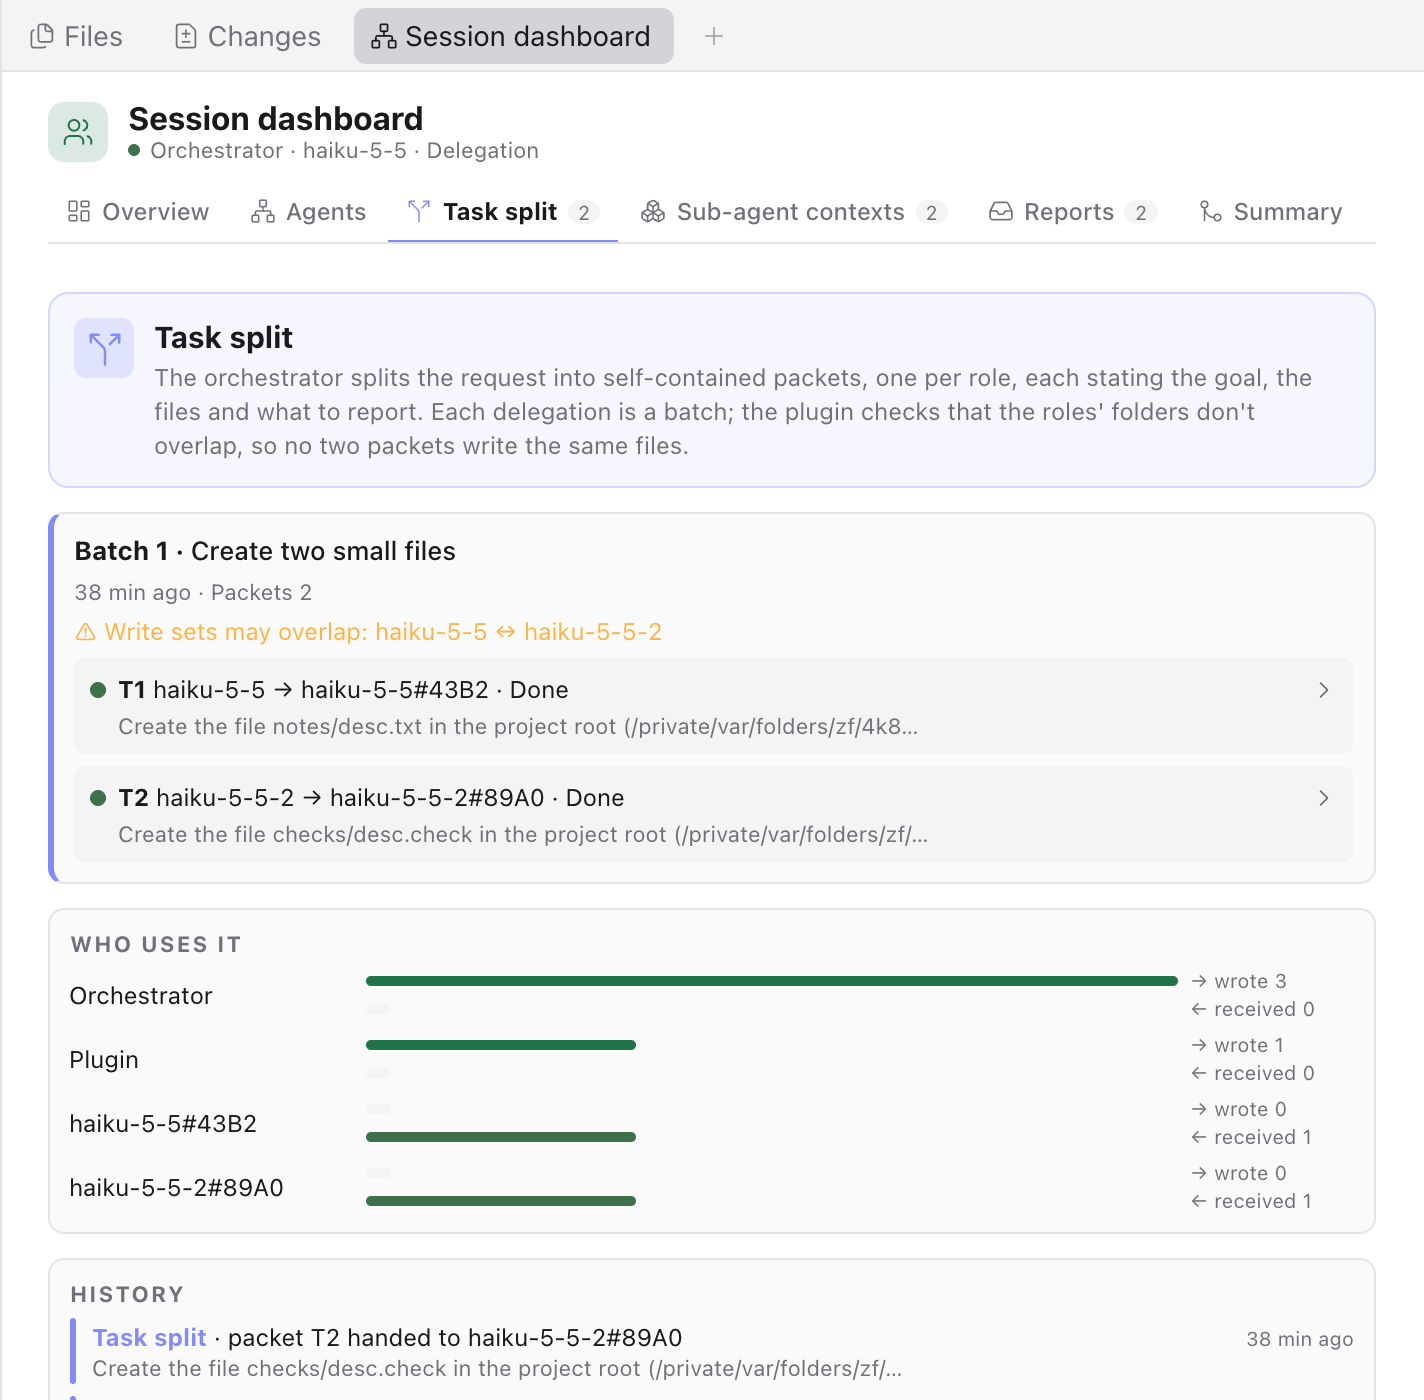 Files
Changes
Session dashboard
Session dashboard
Orchestrator · haiku-5-5 · Delegation
Overview
Agents
Task split 2
Sub-agent contexts 2
Reports 2
Summary
Task split
The orchestrator splits the request into self-contained packets, one per role, each stating the goal, the
files and what to report. Each delegation is a batch; the plugin checks that the roles' folders don't
overlap, so no two packets write the same files.
Batch 1 · Create two small files
38 min ago · Packets 2
Write sets may overlap: haiku-5-5 ↔ haiku-5-5-2
T1 haiku-5-5 → haiku-5-5#43B2 · Done
Create the file notes/desc.txt in the project root (/private/var/folders/zf/4k8...
T2 haiku-5-5-2 → haiku-5-5-2#89A0 · Done
Create the file checks/desc.check in the project root (/private/var/folders/zf/...
WHO USES IT
Orchestrator
→ wrote 3
← received 0
Plugin
→ wrote 1
← received 0
haiku-5-5#43B2
→ wrote 0
← received 1
haiku-5-5-2#89A0
→ wrote 0
← received 1
HISTORY
Task split · packet T2 handed to haiku-5-5-2#89A0
38 min ago
Create the file checks/desc.check in the project root (/private/var/folders/zf/...